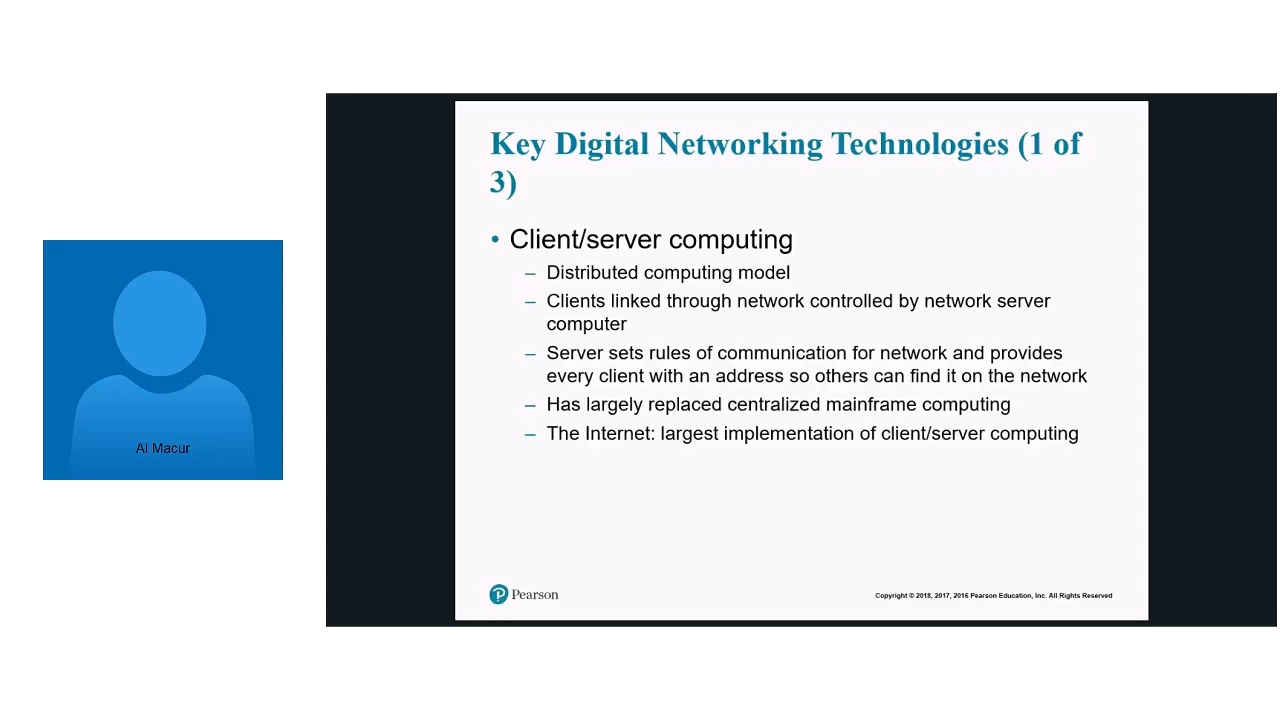 Key Digital Networking Technologies (1 of
3)
• Client/server computing
– Distributed computing model
– Clients linked through network controlled by network server
computer
– Server sets rules of communication for network and provides
every client with an address so others can find it on the network
– Has largely replaced centralized mainframe computing
– The Internet: largest implementation of client/server computing
Al Macur
Pearson
Copyright © 2018, 2017, 2016 Pearson Education, Inc. All Rights Reserved